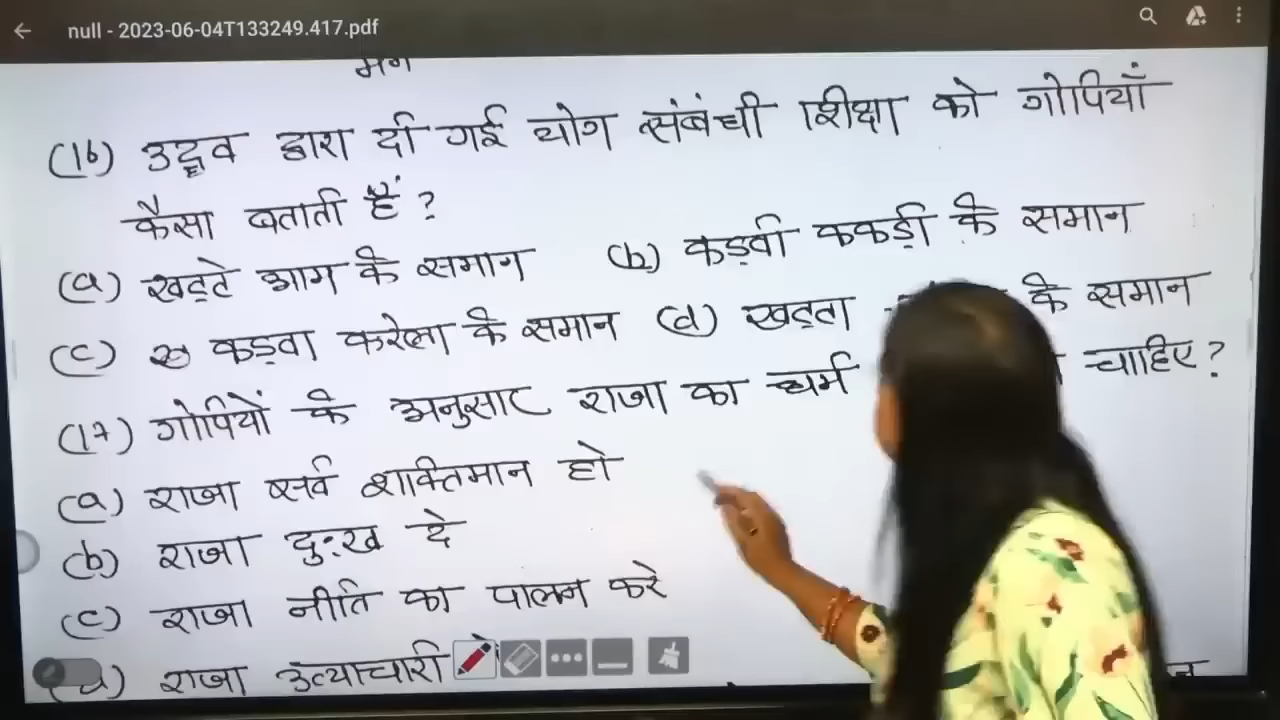 null - 2023-06-04T133249.417.pdf
(16) उद्धव द्वारा दी गई योग संबंधी शिक्षा को गोपियाँ
कैसा बताती हैं ?
(a) खट्टे आम के समान (b) कड़वी ककड़ी के समान
(c) कड़वा करेला के समान (d) खट्टा के समान
(17) गोपियों के अनुसार राजा का धर्म चाहिए ?
(a) राजा सर्व शक्तिमान हो
(b) राजा दुःख दे
(c) राजा नीति का पालन करे
(d) राजा अत्याचारी